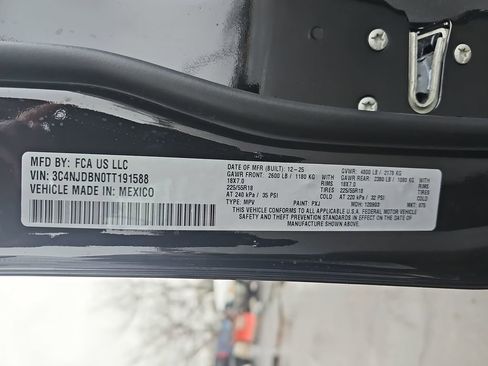 MFD BY: FCA US LLC
VIN: 3C4NJDBN0TT191588
VEHICLE MADE IN: MEXICO
DATE OF MFR (BUILT): 12-25
GVWR: 4800 LB / 2178 KG
GAWR FRONT: 2600 LB / 1180 KG WITH
GAWR REAR: 2380 LB / 1080 KG WITH
18X7.0 RIMS
18X7.0 RIMS
225/55R18 TIRES
225/55R18 TIRES
AT 240 kPa / 35 PSI COLD
AT 220 kPa / 32 PSI COLD
TYPE: MPV
PAINT: PXJ
MDH:
MKT:
THIS VEHICLE CONFORMS TO ALL APPLICABLE U.S.A. FEDERAL MOTOR VEHICLE
SAFETY AND THEFT PREVENTION STANDARDS IN EFFECT ON THE DATE OF MANUFACTURE
SHOWN ABOVE.